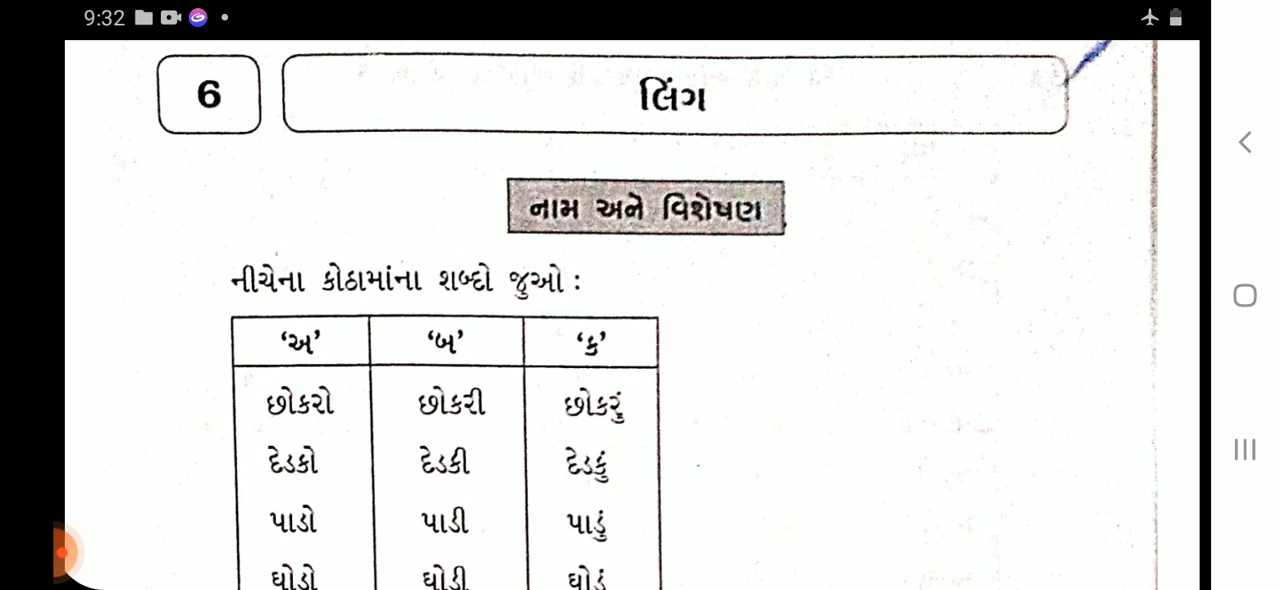 9:32
6
લિંગ
નામ અને વિશેષણ
નીચેના કોઠામાંના શબ્દો જુઓ :
‘અ’ ‘બ’ ‘ક’
છોકરો છોકરી છોકરું
દેડકો દેડકી દેડકું
પાડો પાડી પાડું
ઘોડો ઘોડી ઘોડું